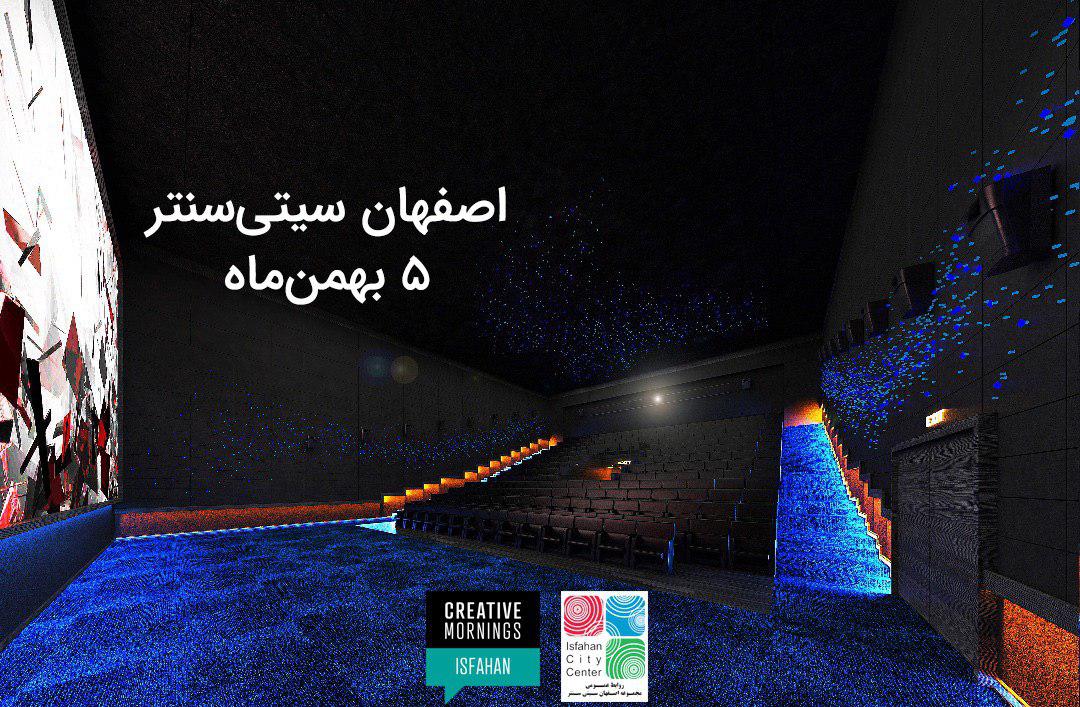 اصفهان سیتی‌سنتر
۵ بهمن‌ماه
CREATIVE
MORNINGS
ISFAHAN
Isfahan
City
Center
روابط عمومی
مجموعه اصفهان سیتی سنتر